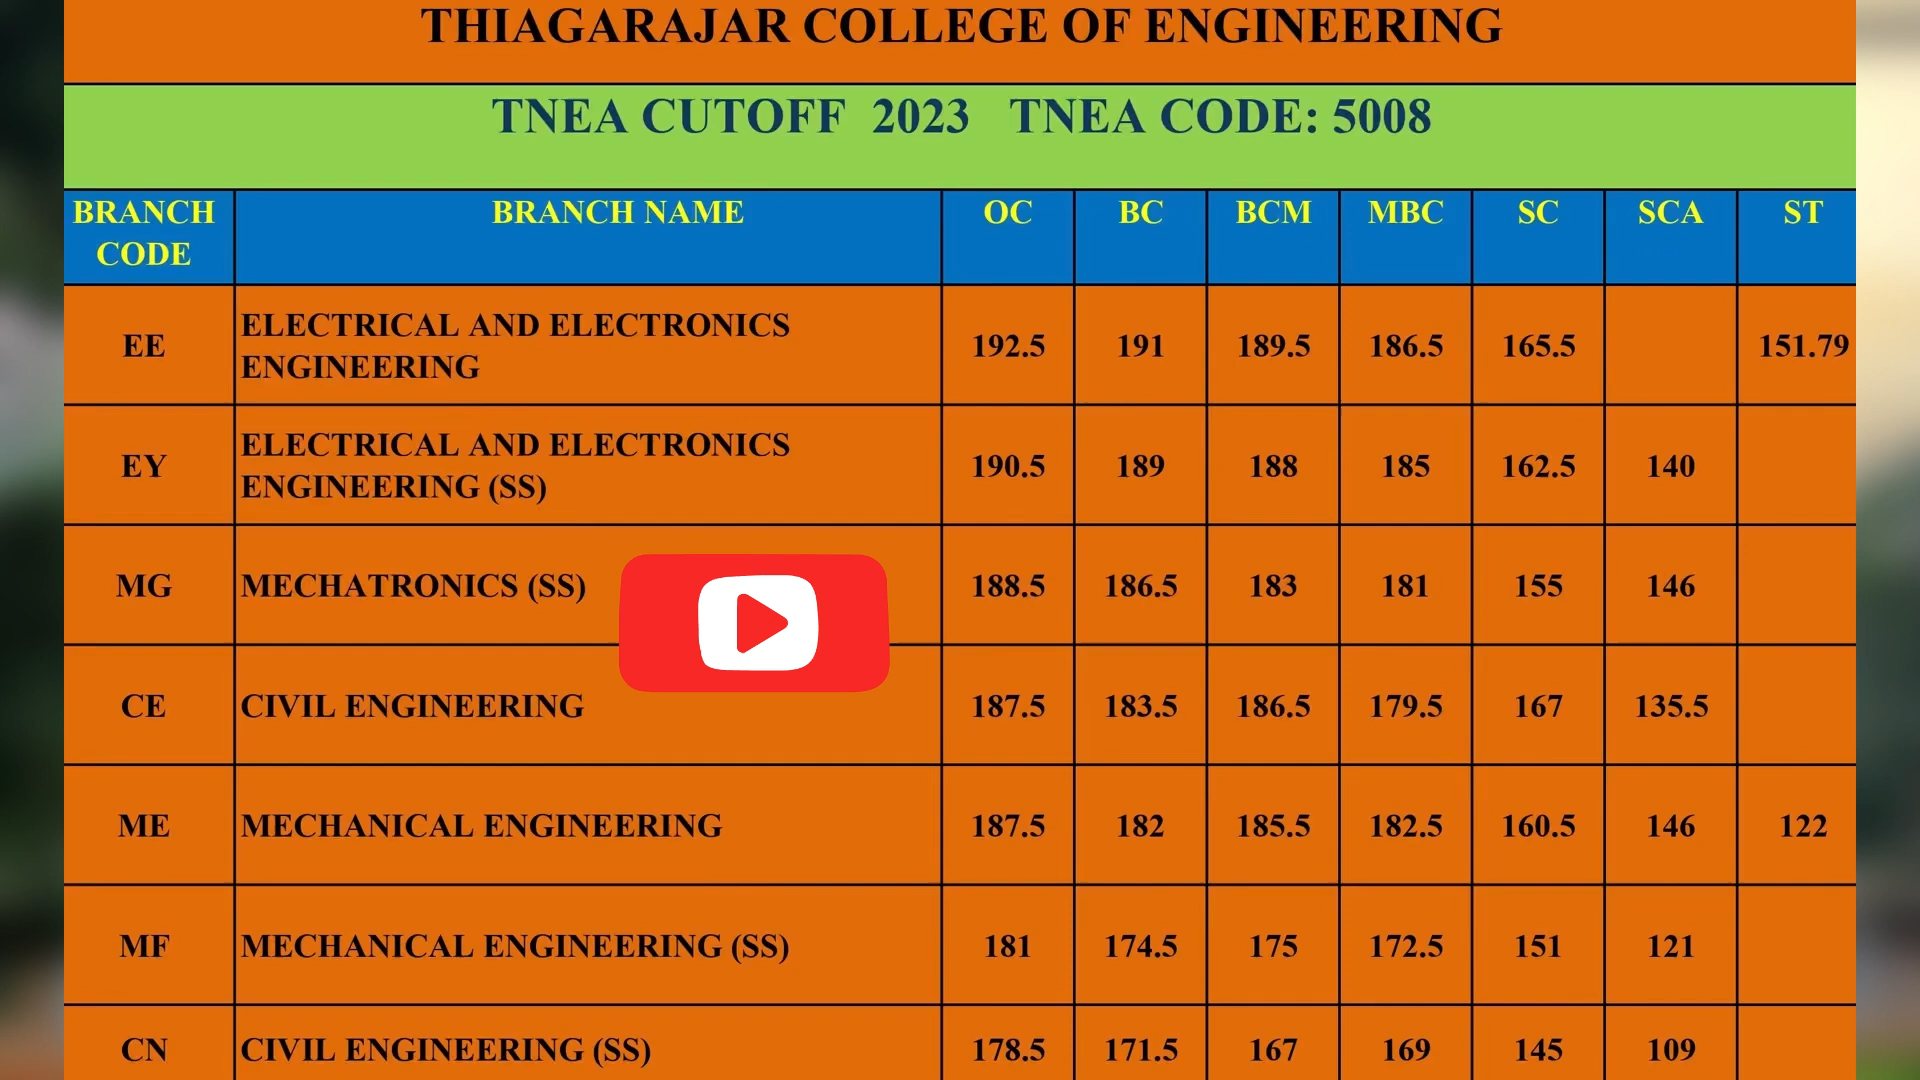 THIAGARAJAR COLLEGE OF ENGINEERING
TNEA CUTOFF 2023 TNEA CODE: 5008
BRANCH CODE BRANCH NAME OC BC BCM MBC SC SCA ST
EE ELECTRICAL AND ELECTRONICS ENGINEERING 192.5 191 189.5 186.5 165.5 151.79
EY ELECTRICAL AND ELECTRONICS ENGINEERING (SS) 190.5 189 188 185 162.5 140
MG MECHATRONICS (SS) 188.5 186.5 183 181 155 146
CE CIVIL ENGINEERING 187.5 183.5 186.5 179.5 167 135.5
ME MECHANICAL ENGINEERING 187.5 182 185.5 182.5 160.5 146 122
MF MECHANICAL ENGINEERING (SS) 181 174.5 175 172.5 151 121
CN CIVIL ENGINEERING (SS) 178.5 171.5 167 169 145 109